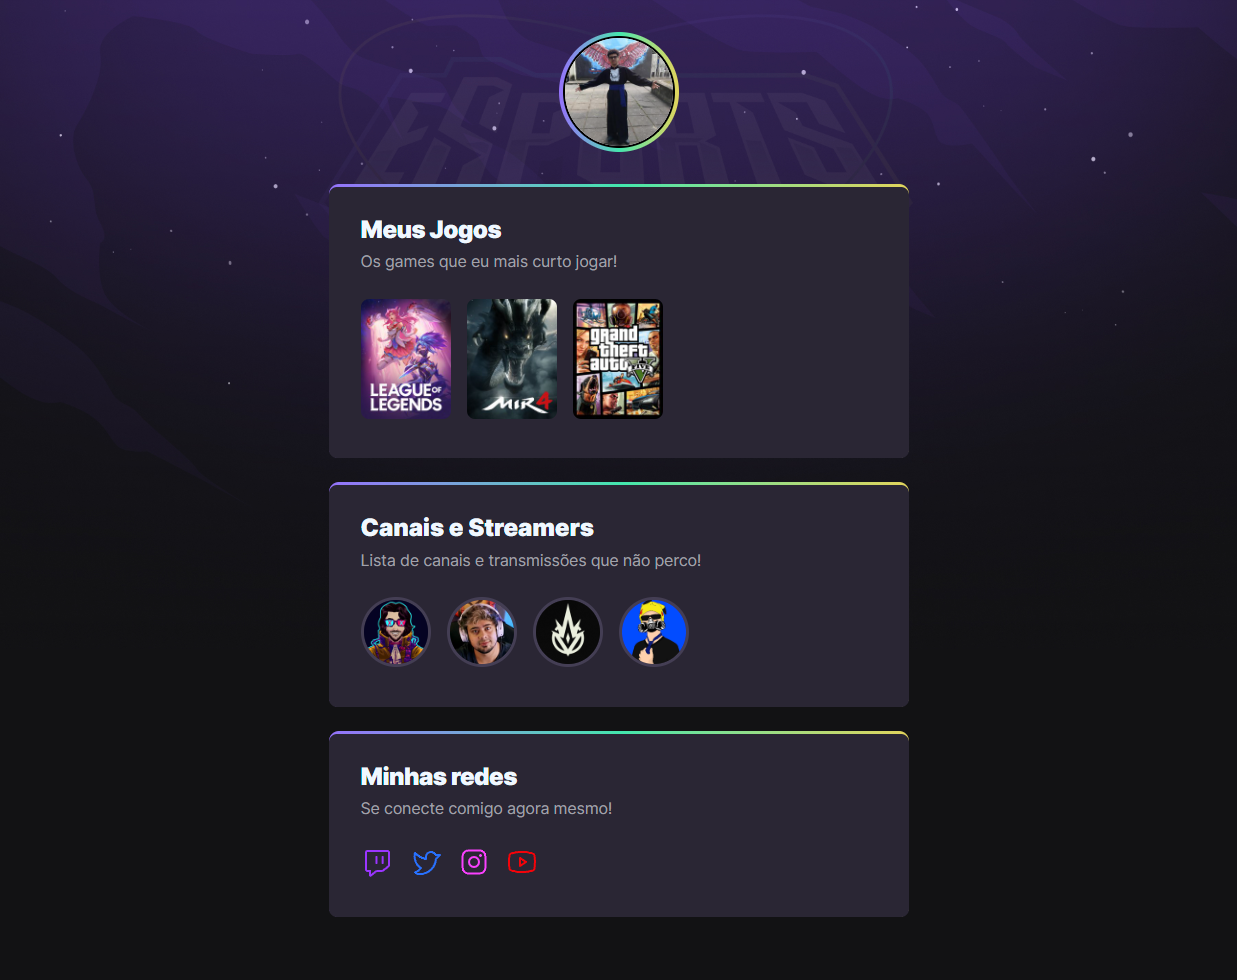 ESPORTS
Meus Jogos
Os games que eu mais curto jogar!
LEAGUE OF
LEGENDS
MIR4
grand
theft
auto
V
FIVE
Canais e Streamers
Lista de canais e transmissões que não perco!
Minhas redes
Se conecte comigo agora mesmo!